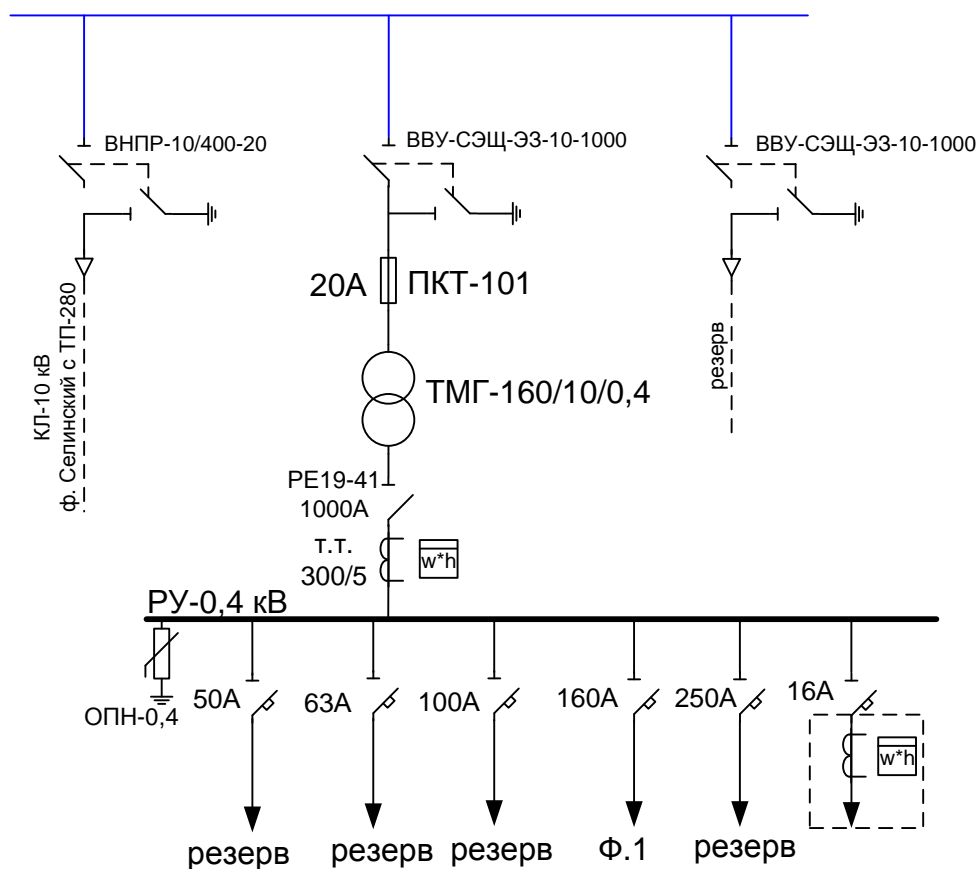 ВНПР-10/400-20
ВВУ-СЭЩ-ЭЗ-10-1000
ВВУ-СЭЩ-ЭЗ-10-1000
20А
ПКТ-101
КЛ-10 кВ
ф. Селинский с ТП-280
резерв
ТМГ-160/10/0,4
РЕ19-41
1000А
т.т.
300/5
w*h
РУ-0,4 кВ
ОПН-0,4
50А
63А
100А
160А
250А
16А
w*h
резерв
резерв
резерв
Ф.1
резерв